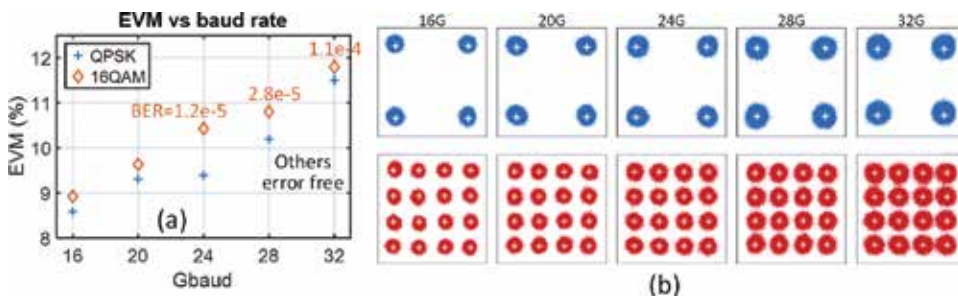 EVM vs baud rate
QPSK
16QAM
1.1e-4
2.8e-5
BER=1.2e-5
Others
error free
(a)
EVM (%)
12
11
10
9
8
16 20 24 28 32
Gbaud
16G 20G 24G 28G 32G
(b)